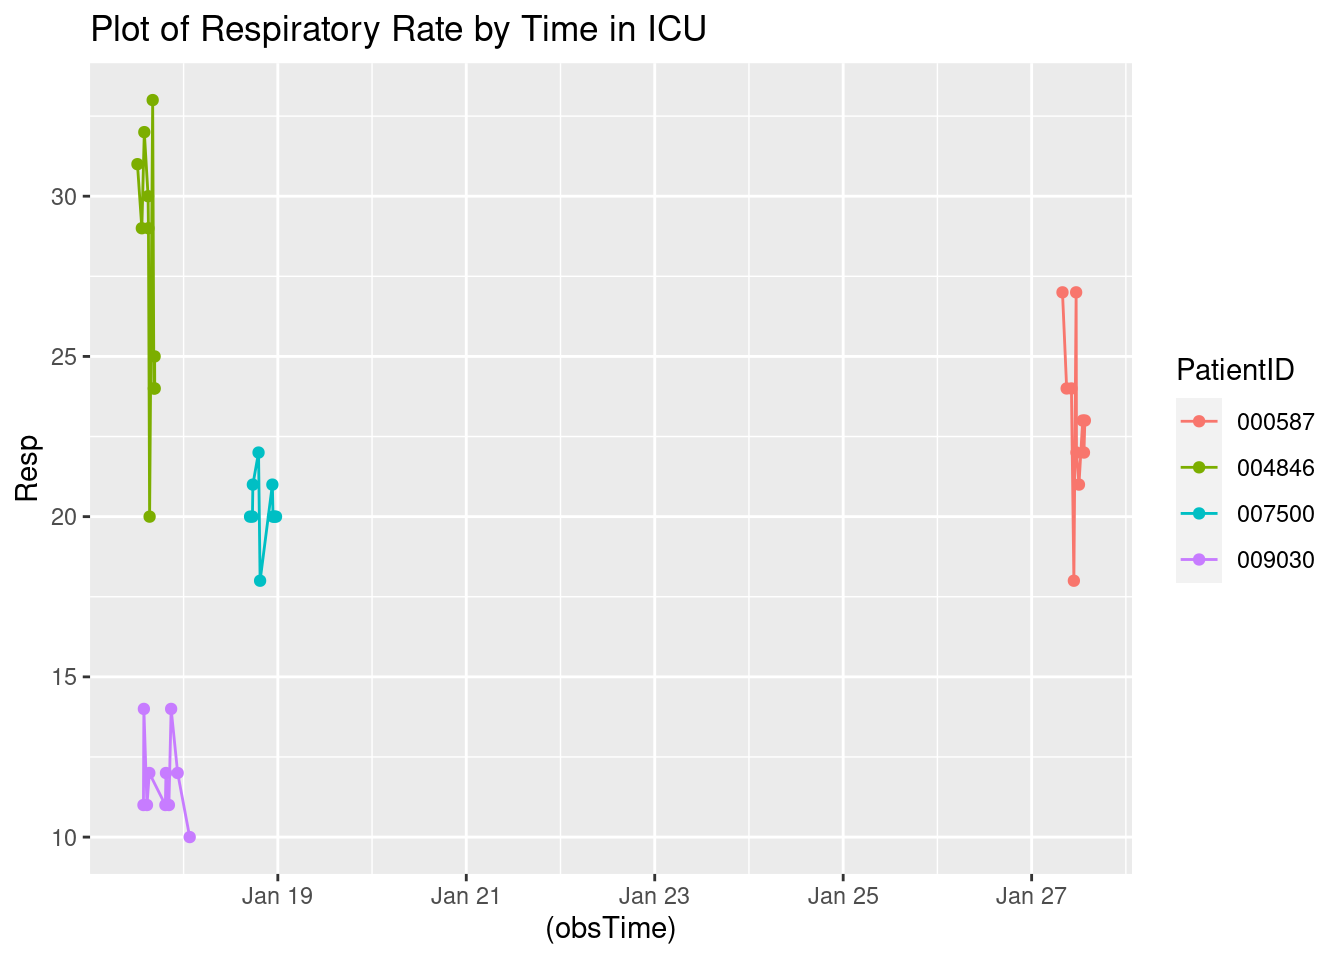 Plot of Respiratory Rate by Time in ICU
Resp
30
25
20
15
10
Jan 19 Jan 21 Jan 23 Jan 25 Jan 27
(obsTime)
PatientID
000587
004846
007500
009030